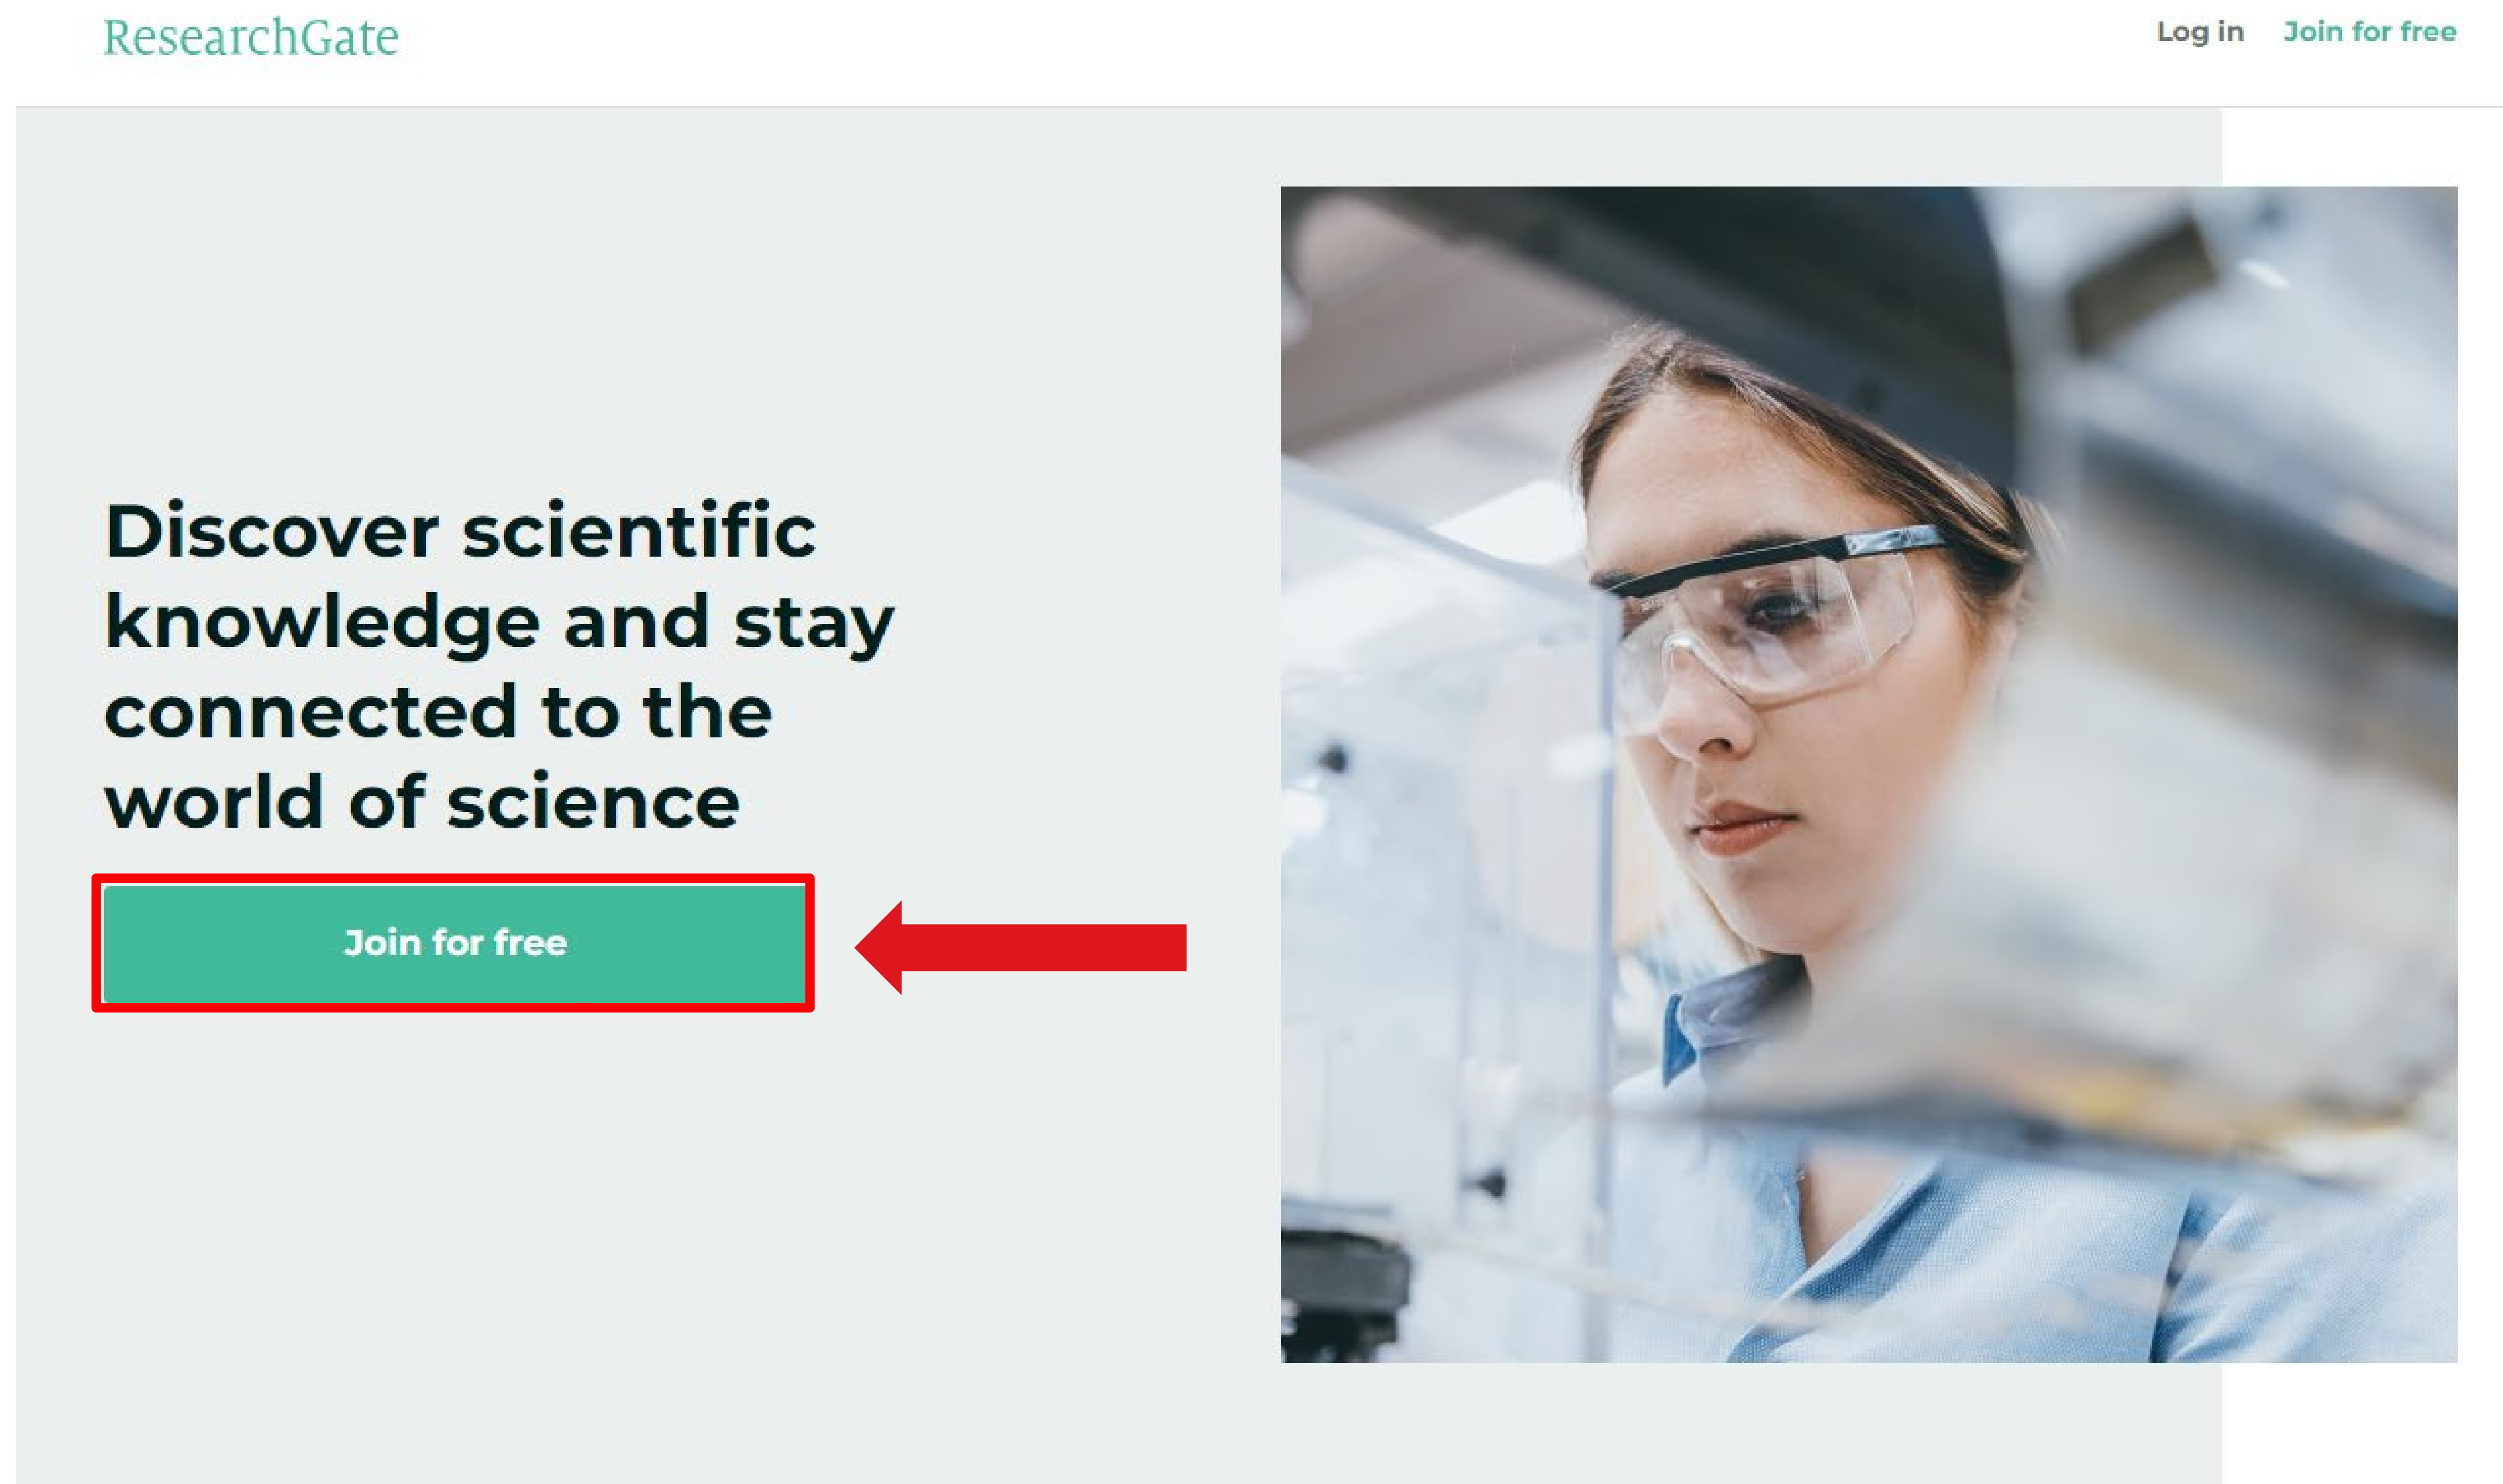 ResearchGate
Log in
Join for free
Discover scientific
knowledge and stay
connected to the
world of science
Join for free